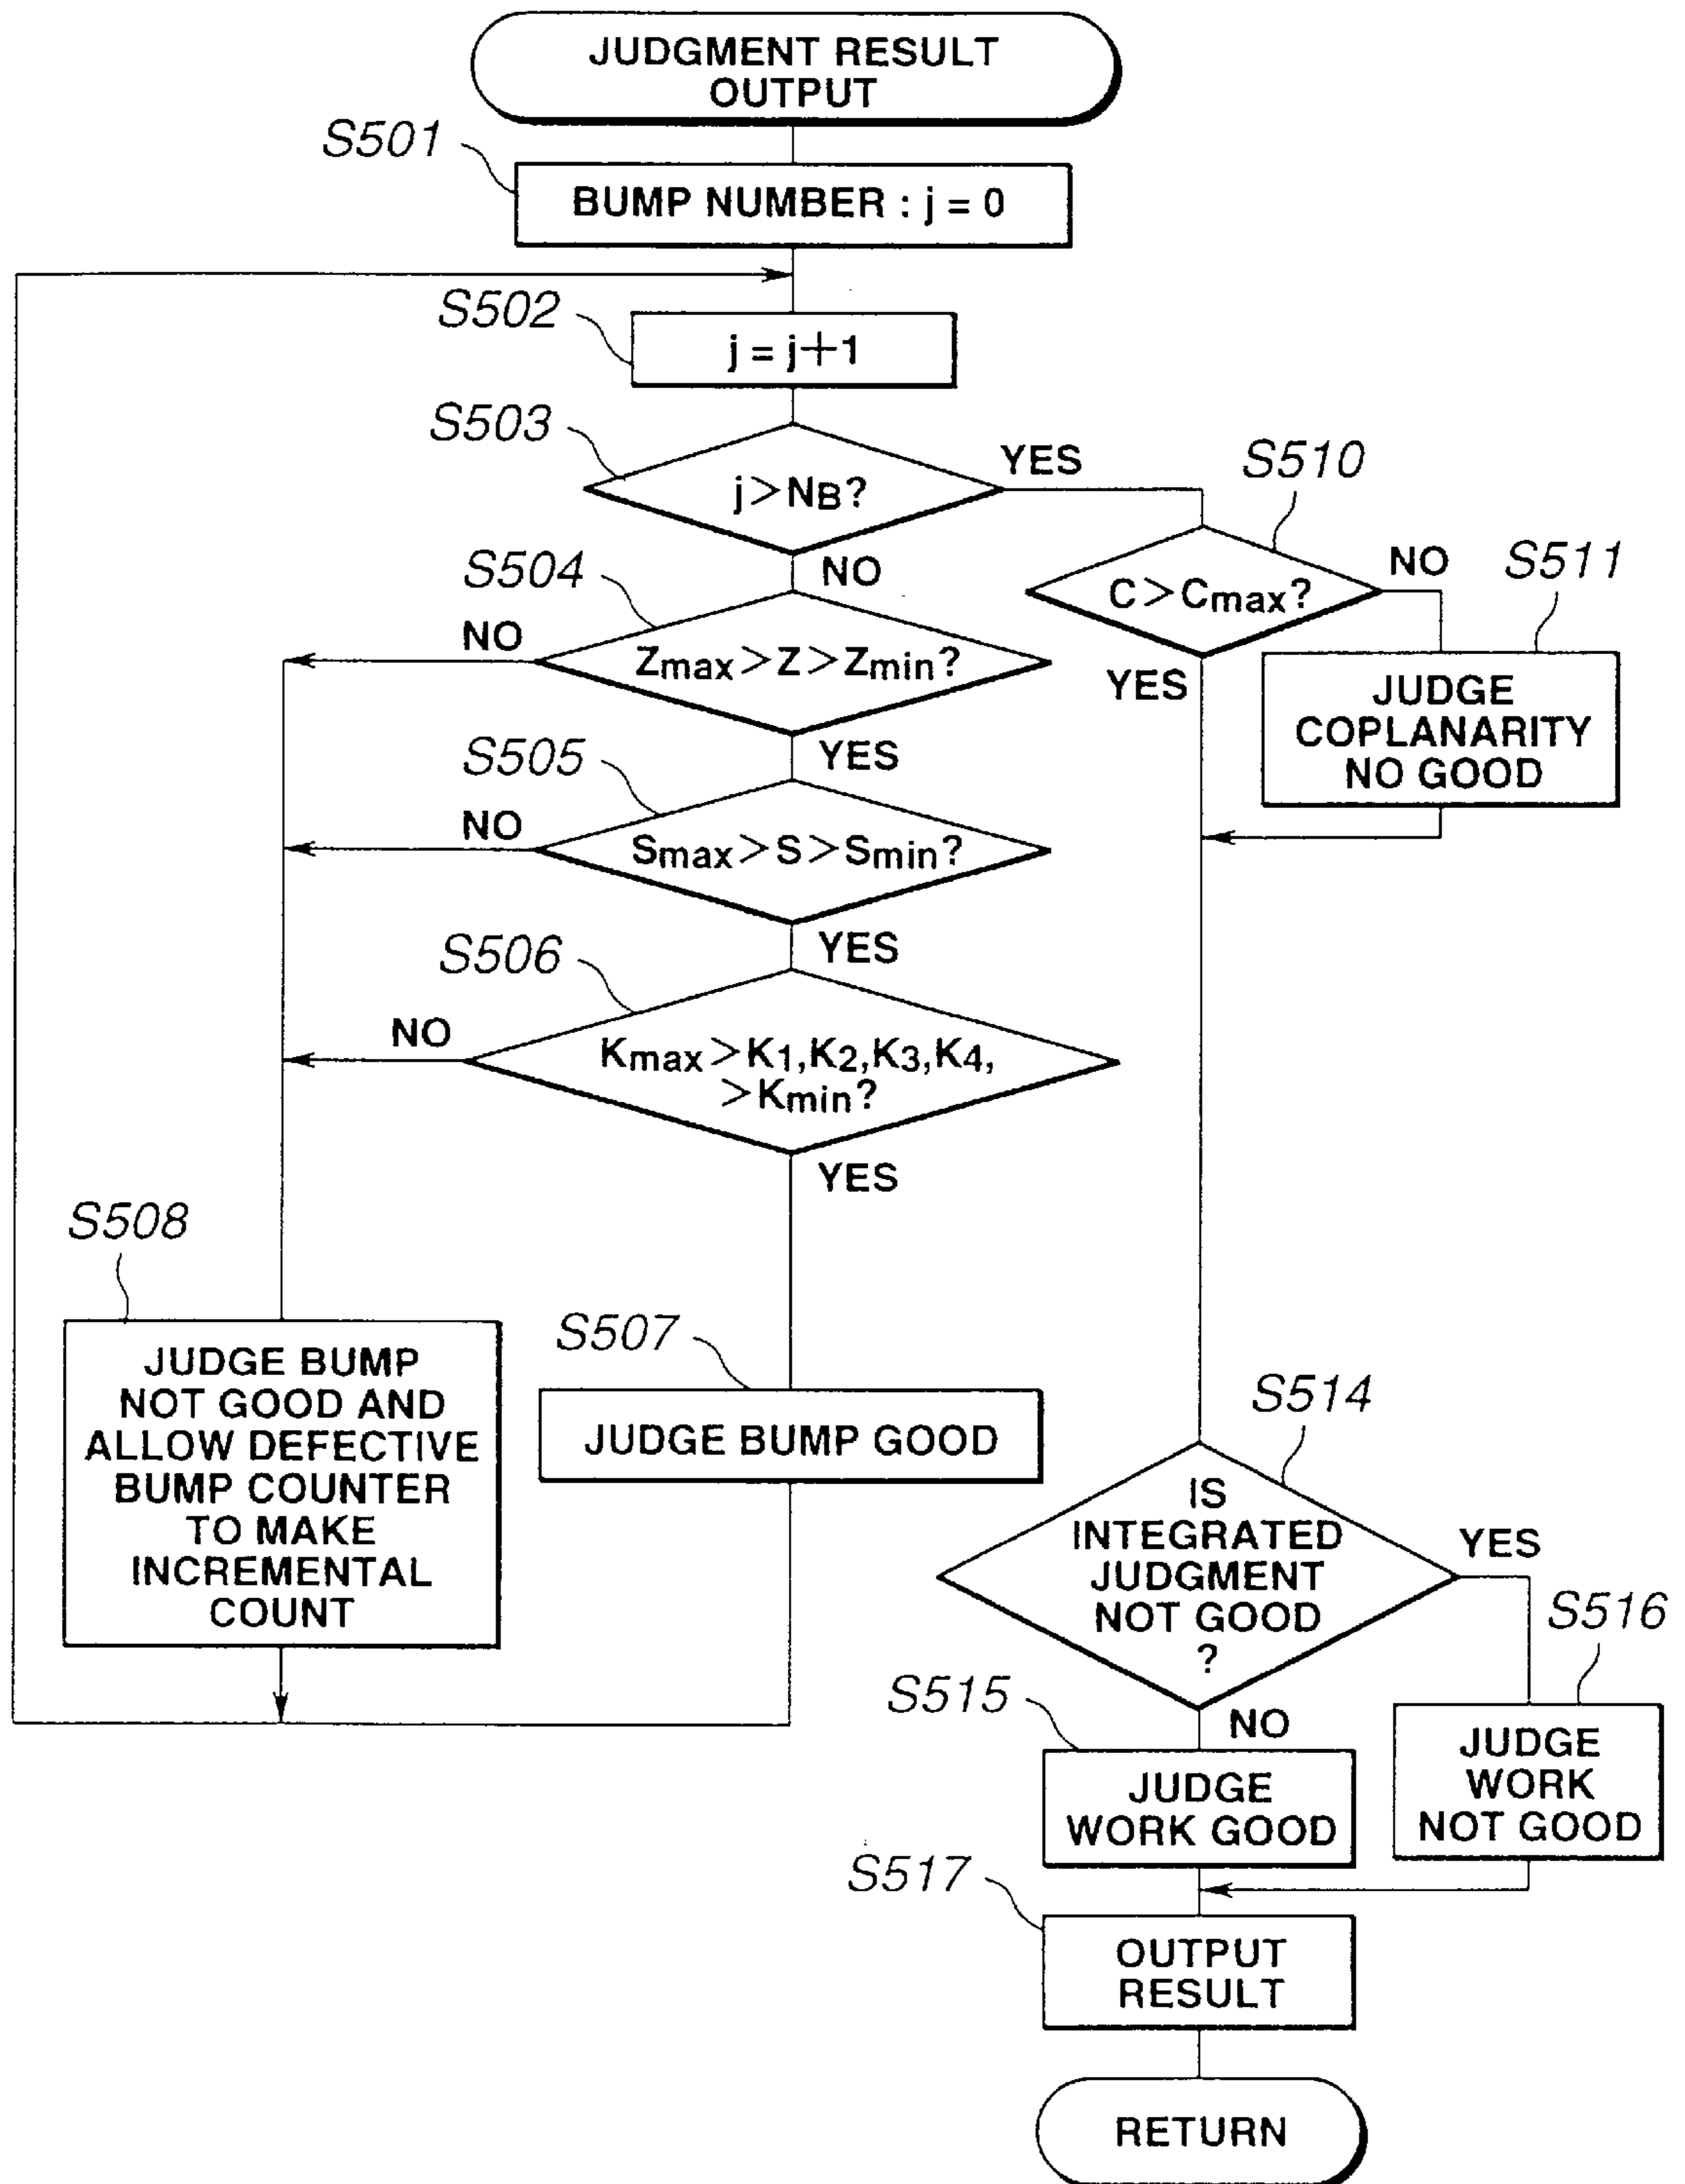 JUDGMENT RESULT
OUTPUT
S501
BUMP NUMBER : j = 0
S502
j = j+1
S503
j>NB?
YES
NO
S510
C>Cmax?
NO
YES
S511
JUDGE
COPLANARITY
NO GOOD
S504
Zmax>Z>Zmin?
NO
YES
S505
Smax>S>Smin?
NO
YES
S506
Kmax>K1,K2,K3,K4,
>Kmin?
NO
YES
S508
JUDGE BUMP
NOT GOOD AND
ALLOW DEFECTIVE
BUMP COUNTER
TO MAKE
INCREMENTAL
COUNT
S507
JUDGE BUMP GOOD
S514
IS
INTEGRATED
JUDGMENT
NOT GOOD
?
YES
NO
S516
JUDGE
WORK
NOT GOOD
S515
JUDGE
WORK GOOD
S517
OUTPUT
RESULT
RETURN